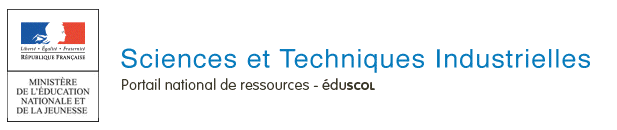 Liberté • Égalité • Fraternité
RÉPUBLIQUE FRANÇAISE
MINISTÈRE
DE L'ÉDUCATION
NATIONALE ET
DE LA JEUNESSE
Sciences et Techniques Industrielles
Portail national de ressources - éduSCOL